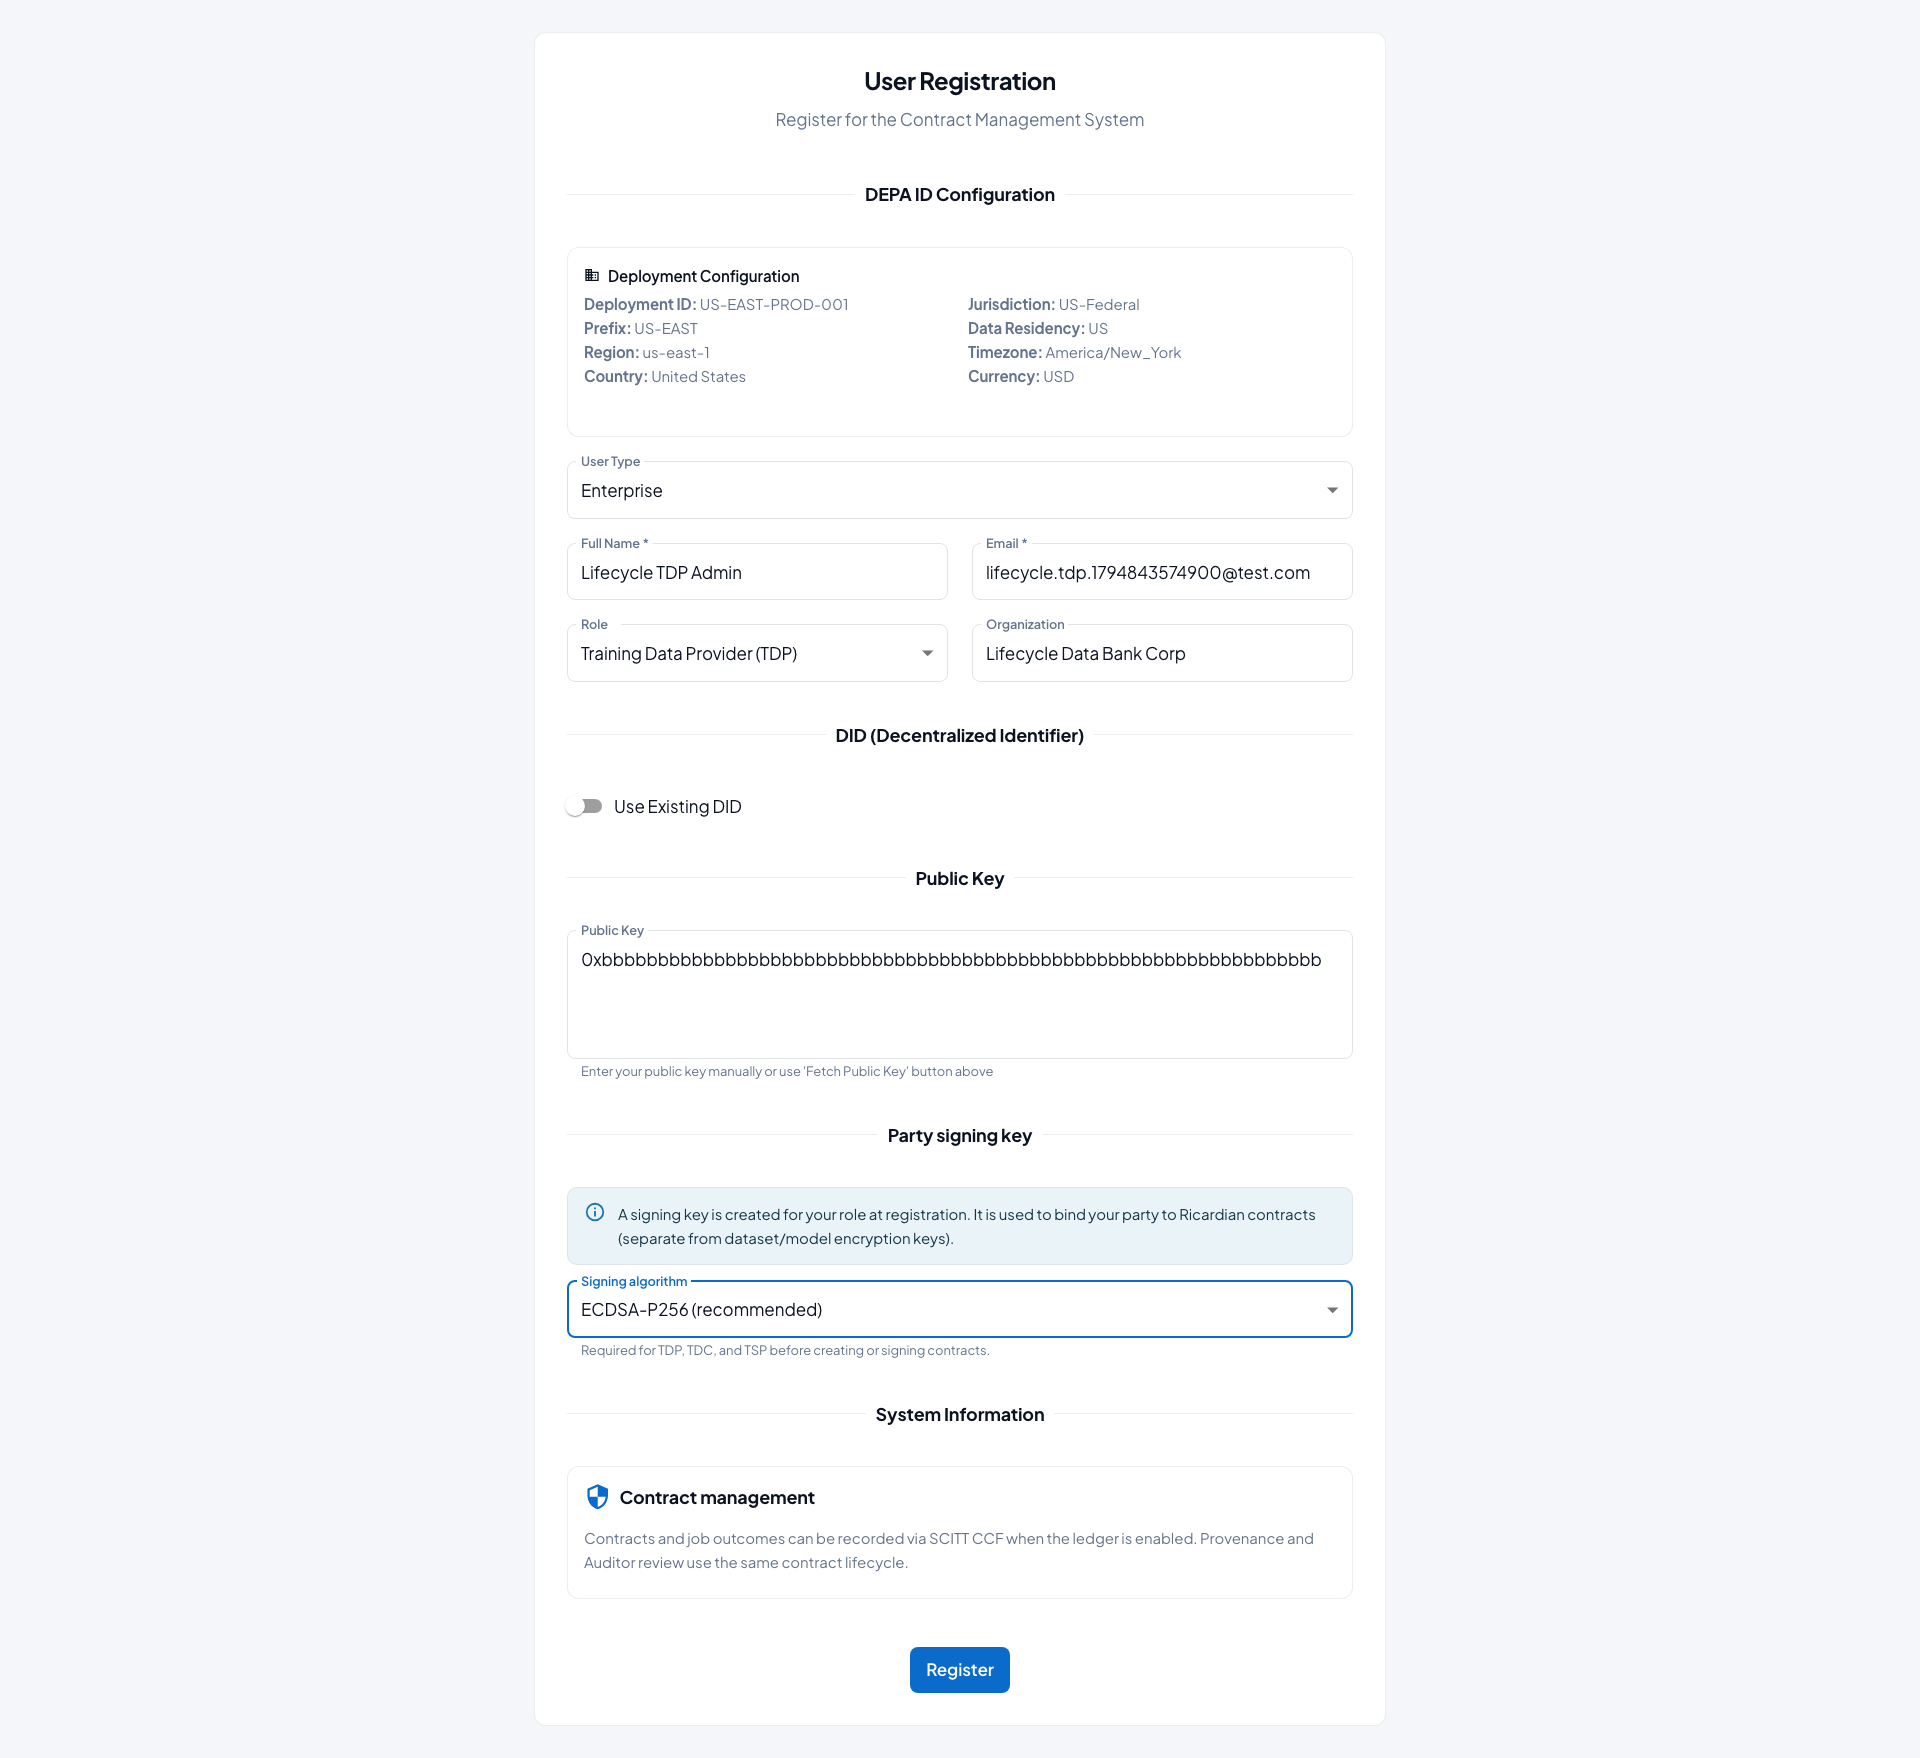 User Registration
Register for the Contract Management System
DEPA ID Configuration
Deployment Configuration
Deployment ID: US-EAST-PROD-001
Jurisdiction: US-Federal
Prefix: US-EAST
Data Residency: US
Region: us-east-1
Timezone: America/New_York
Country: United States
Currency: USD
User Type
Enterprise
Full Name *
Lifecycle TDP Admin
Email *
lifecycle.tdp.1794843574900@test.com
Role
Training Data Provider (TDP)
Organization
Lifecycle Data Bank Corp
DID (Decentralized Identifier)
Use Existing DID
Public Key
Public Key
0xbbbbbbbbbbbbbbbbbbbbbbbbbbbbbbbbbbbbbbbbbbbbbbbbbbbbbbbbbbbbbbbb
Enter your public key manually or use 'Fetch Public Key' button above
Party signing key
A signing key is created for your role at registration. It is used to bind your party to Ricardian contracts
(separate from dataset/model encryption keys).
Signing algorithm
ECDSA-P256 (recommended)
Required for TDP, TDC, and TSP before creating or signing contracts.
System Information
Contract management
Contracts and job outcomes can be recorded via SCITT CCF when the ledger is enabled. Provenance and
Auditor review use the same contract lifecycle.
Register